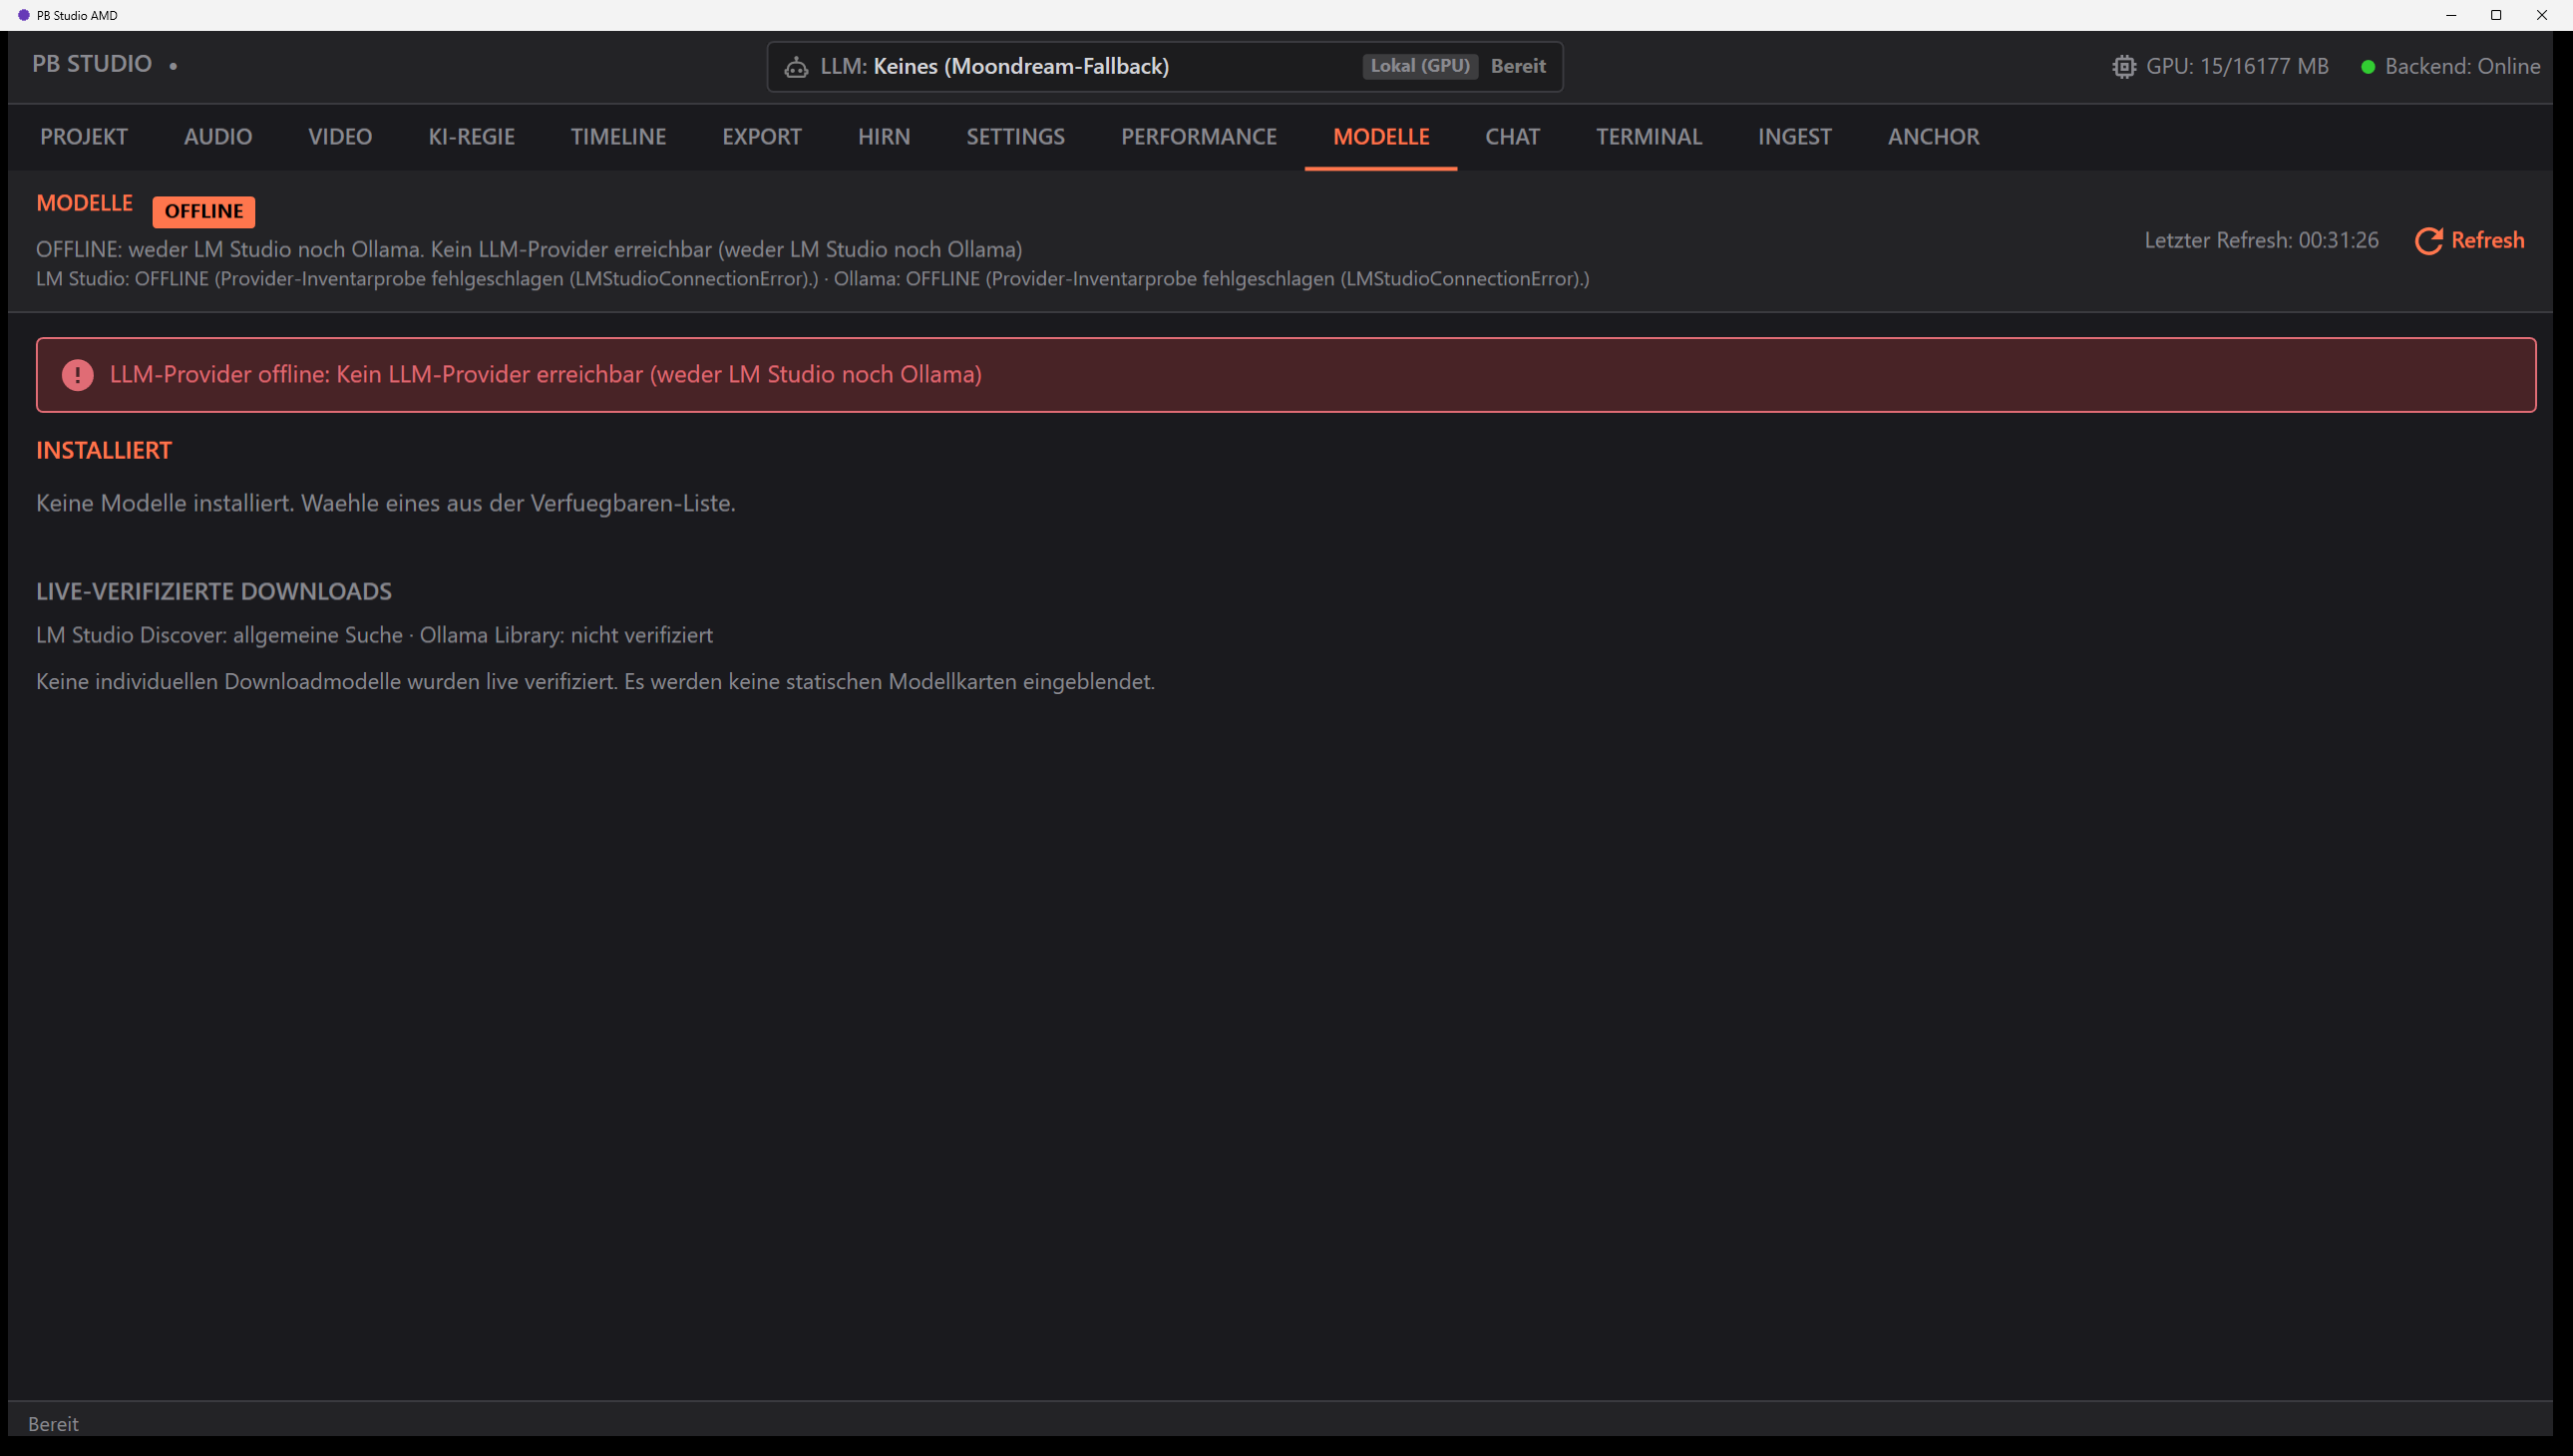 PB Studio AMD
PB STUDIO •
LLM: Keines (Moondream-Fallback) Lokal (GPU) Bereit
GPU: 15/16177 MB Backend: Online
PROJEKT AUDIO VIDEO KI-REGIE TIMELINE EXPORT HIRN SETTINGS PERFORMANCE MODELLE CHAT TERMINAL INGEST ANCHOR
MODELLE OFFLINE
OFFLINE: weder LM Studio noch Ollama. Kein LLM-Provider erreichbar (weder LM Studio noch Ollama)
LM Studio: OFFLINE (Provider-Inventarprobe fehlgeschlagen (LMStudioConnectionError).) · Ollama: OFFLINE (Provider-Inventarprobe fehlgeschlagen (LMStudioConnectionError).)
Letzter Refresh: 00:31:26 Refresh
LLM-Provider offline: Kein LLM-Provider erreichbar (weder LM Studio noch Ollama)
INSTALLIERT
Keine Modelle installiert. Waehle eines aus der Verfuegbaren-Liste.
LIVE-VERIFIZIERTE DOWNLOADS
LM Studio Discover: allgemeine Suche · Ollama Library: nicht verifiziert
Keine individuellen Downloadmodelle wurden live verifiziert. Es werden keine statischen Modellkarten eingeblendet.
Bereit